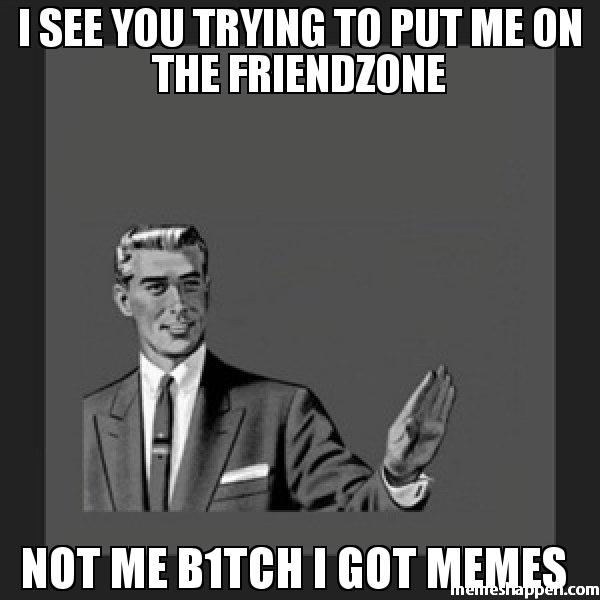 I SEE YOU TRYING TO PUT ME ON
THE FRIENDZONE
NOT ME B1TCH I GOT MEMES
memeshappen.com